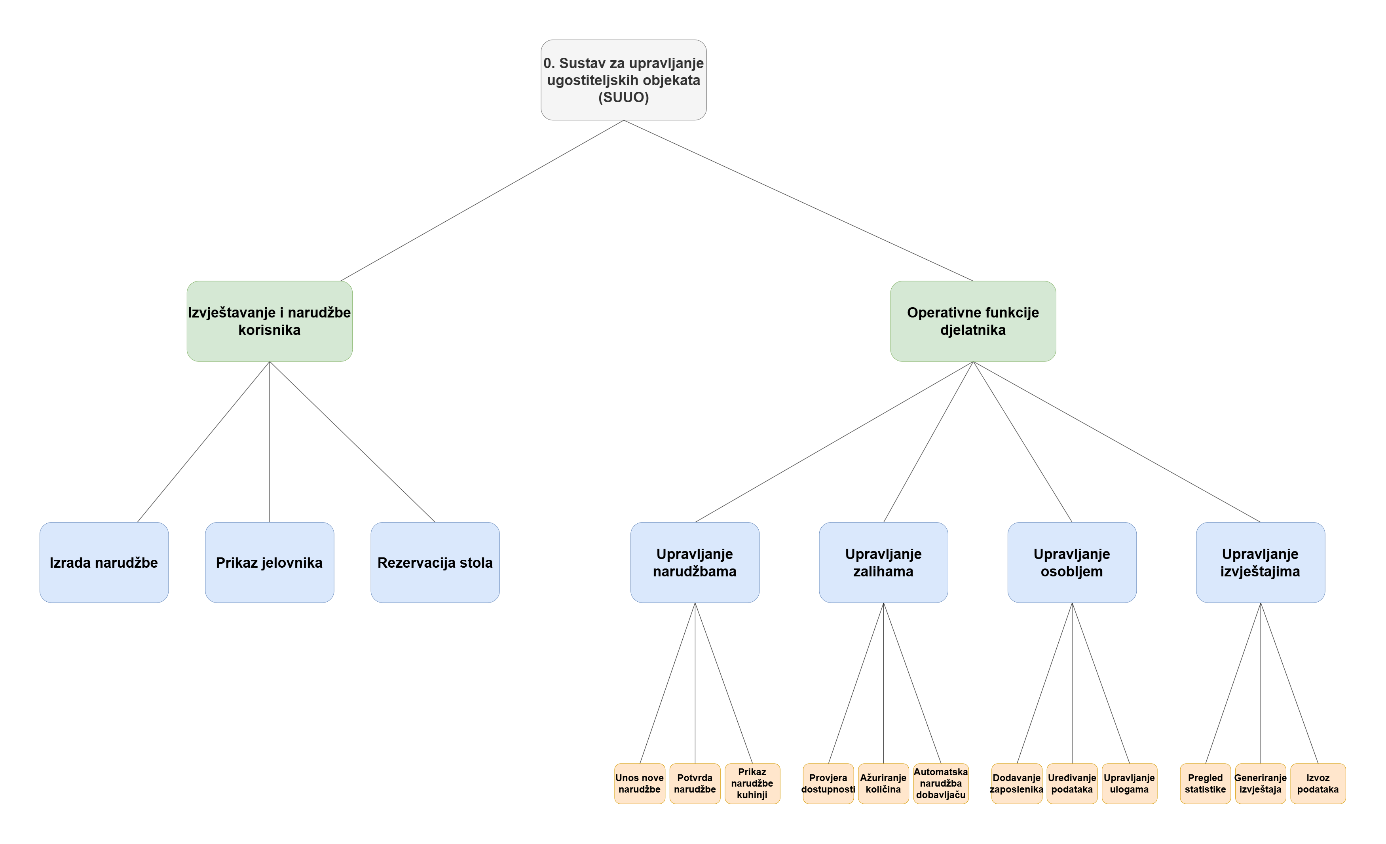 0. Sustav za upravljanje
ugostiteljskih objekata
(SUUO)
Izvještavanje i narudžbe
korisnika
Operativne funkcije
djelatnika
Izrada narudžbe
Prikaz jelovnika
Rezervacija stola
Upravljanje
narudžbama
Upravljanje
zalihama
Upravljanje
osobljem
Upravljanje
izvještajima
Unos nove
narudžbe
Potvrda
narudžbe
Prikaz
narudžbe
kuhinji
Provjera
dostupnosti
Ažuriranje
količina
Automatska
narudžba
dobavljaču
Dodavanje
zaposlenika
Uređivanje
podataka
Upravljanje
ulogama
Pregled
statistike
Generiranje
izvještaja
Izvoz
podataka